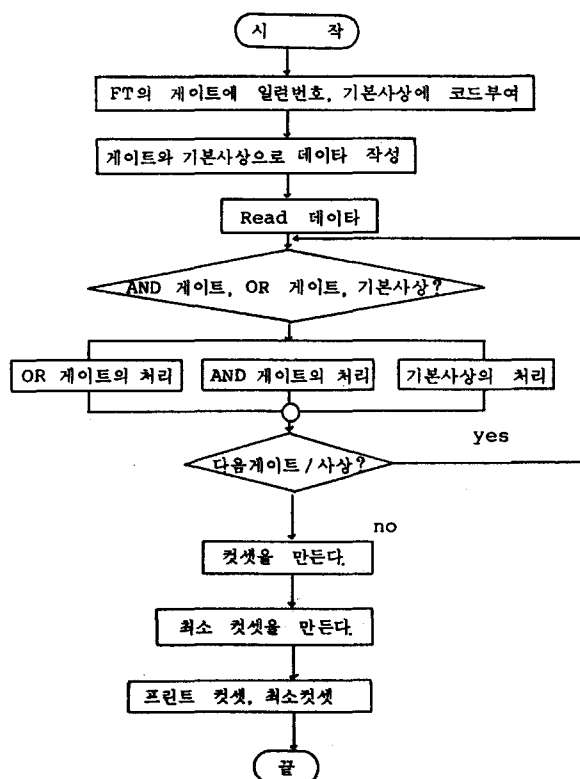 시 작
FT의 게이트에 일련번호, 기본사상에 코드부여
게이트와 기본사상으로 데이타 작성
Read 데이타
AND 게이트, OR 게이트, 기본사상?
OR 게이트의 처리 AND 게이트의 처리 기본사상의 처리
yes
다음게이트/사상?
no
컷셋을 만든다.
최소 컷셋을 만든다.
프린트 컷셋, 최소컷셋
끝